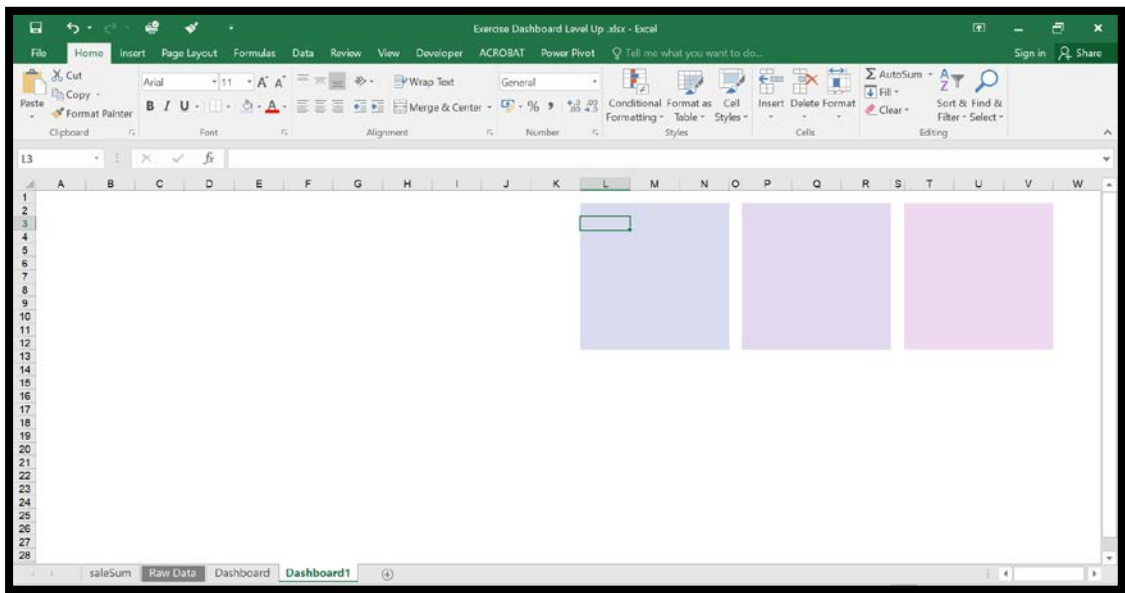 Exercise Dashboard Level Up .xlsx - Excel
File Home Insert Page Layout Formulas Data Review View Developer ACROBAT Power Pivot Tell me what you want to do... Sign in Share
Paste
Cut
Copy
Format Painter
Clipboard
Arial 11 A A
B I U A
Font
Wrap Text
Merge & Center
Alignment
General
% , .0 .00 .00 .0
Number
Conditional Formatting
Format as Table
Cell Styles
Styles
Insert Delete Format
Cells
AutoSum
Fill
Clear
Sort & Filter
Find & Select
Editing
L3 fx
A B C D E F G H I J K L M N O P Q R S T U V W
1
2
3
4
5
6
7
8
9
10
11
12
13
14
15
16
17
18
19
20
21
22
23
24
25
26
27
28
saleSum Raw Data Dashboard Dashboard1